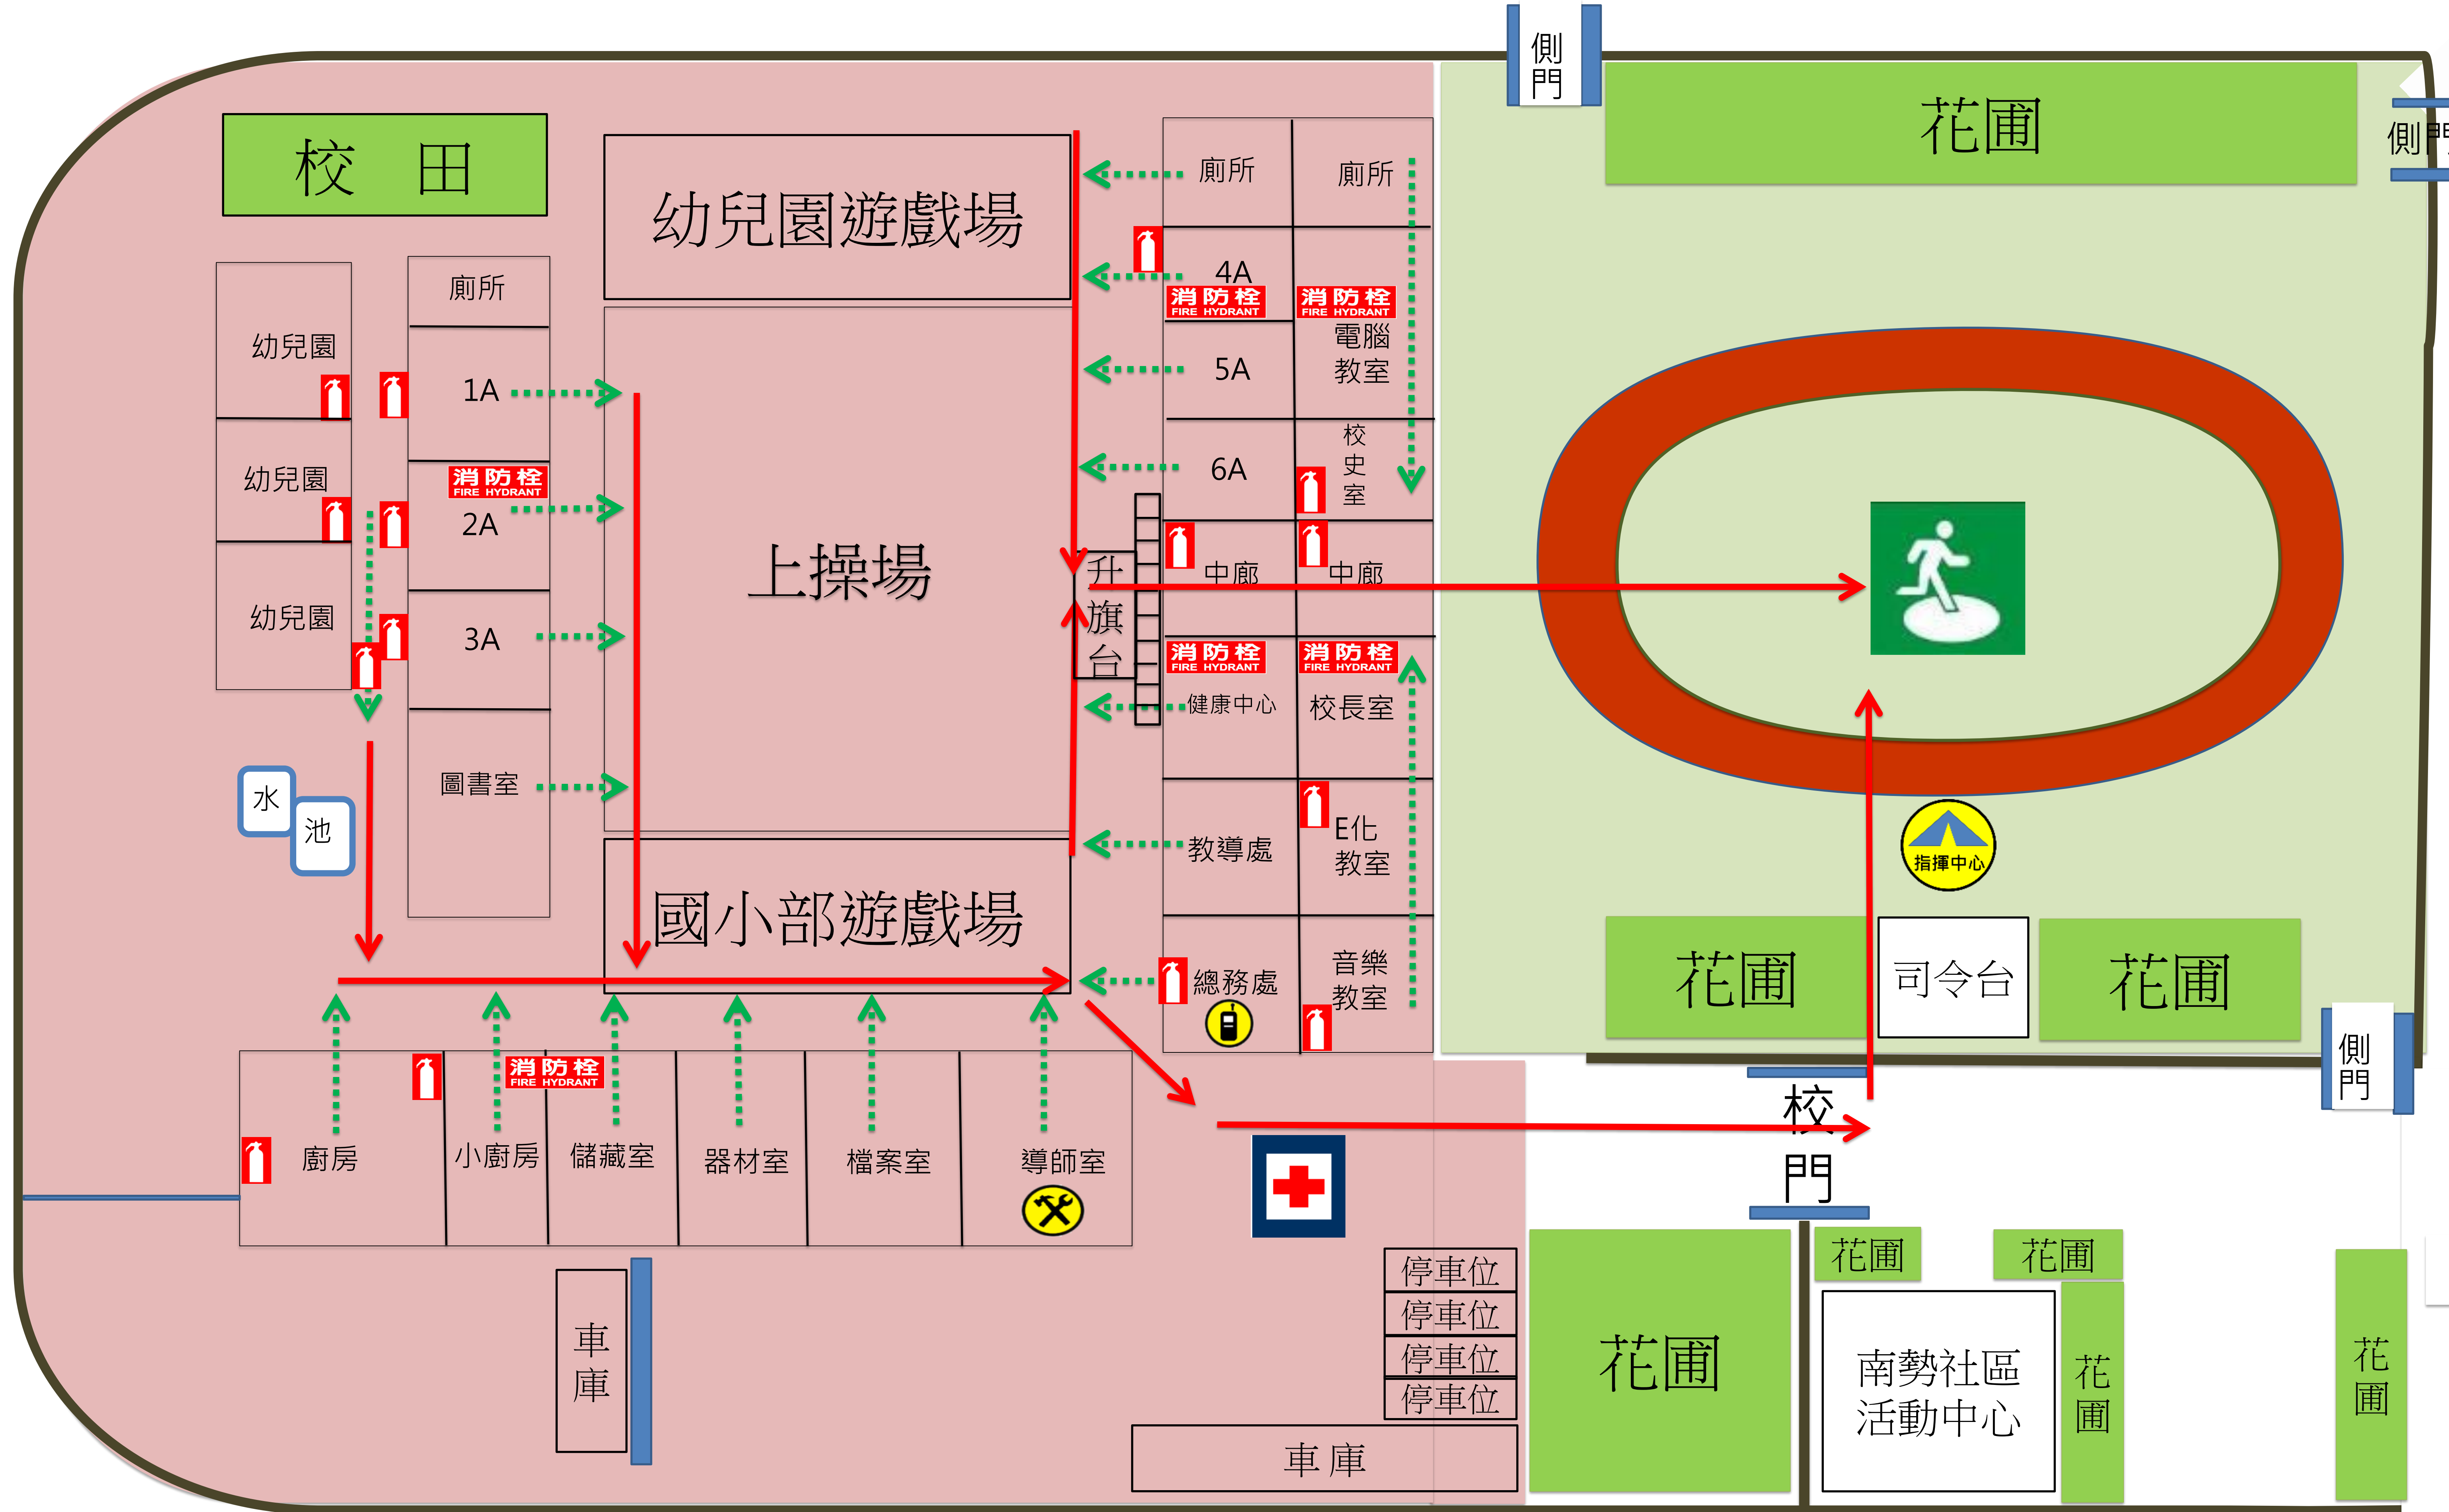 側
門
花圃
側門
校 田
幼兒園遊戲場
廁所
廁所
4A
消防栓
FIRE HYDRANT
消防栓
FIRE HYDRANT
電腦
教室
廁所
幼兒園
1A
5A
校
史
室
6A
幼兒園
消防栓
FIRE HYDRANT
2A
上操場
升
旗
台
中廊
中廊
幼兒園
3A
消防栓
FIRE HYDRANT
消防栓
FIRE HYDRANT
健康中心
校長室
圖書室
水
池
教導處
E化
教室
指揮中心
國小部遊戲場
總務處
音樂
教室
花圃
司令台
花圃
側
門
消防栓
FIRE HYDRANT
廚房
小廚房
儲藏室
器材室
檔案室
導師室
校
門
花圃
花圃
停車位
停車位
停車位
停車位
車
庫
車庫
花圃
南勢社區
活動中心
花
圃
花
圃